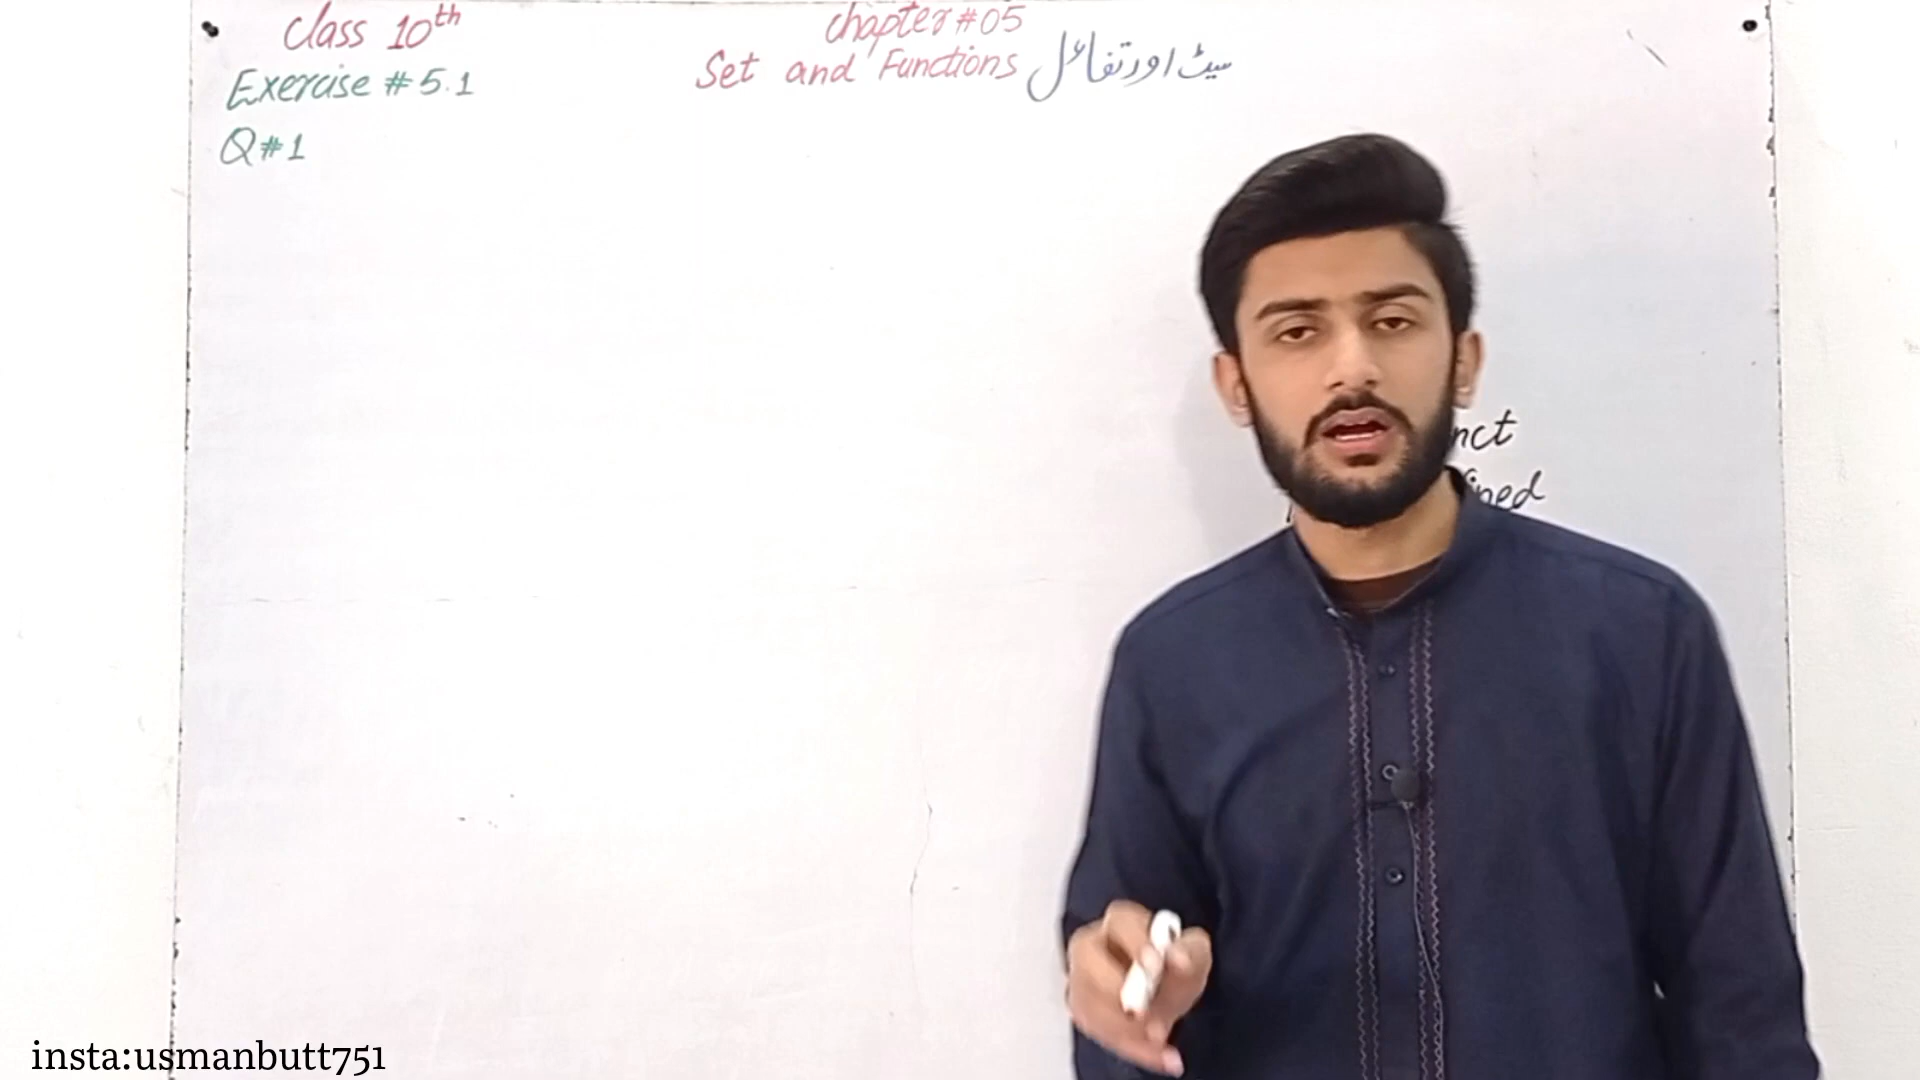 Class 10th
Chapter #05
Set and Functions سیٹ اور تفاعل
Exercise #5.1
Q#1
insta:usmanbutt751